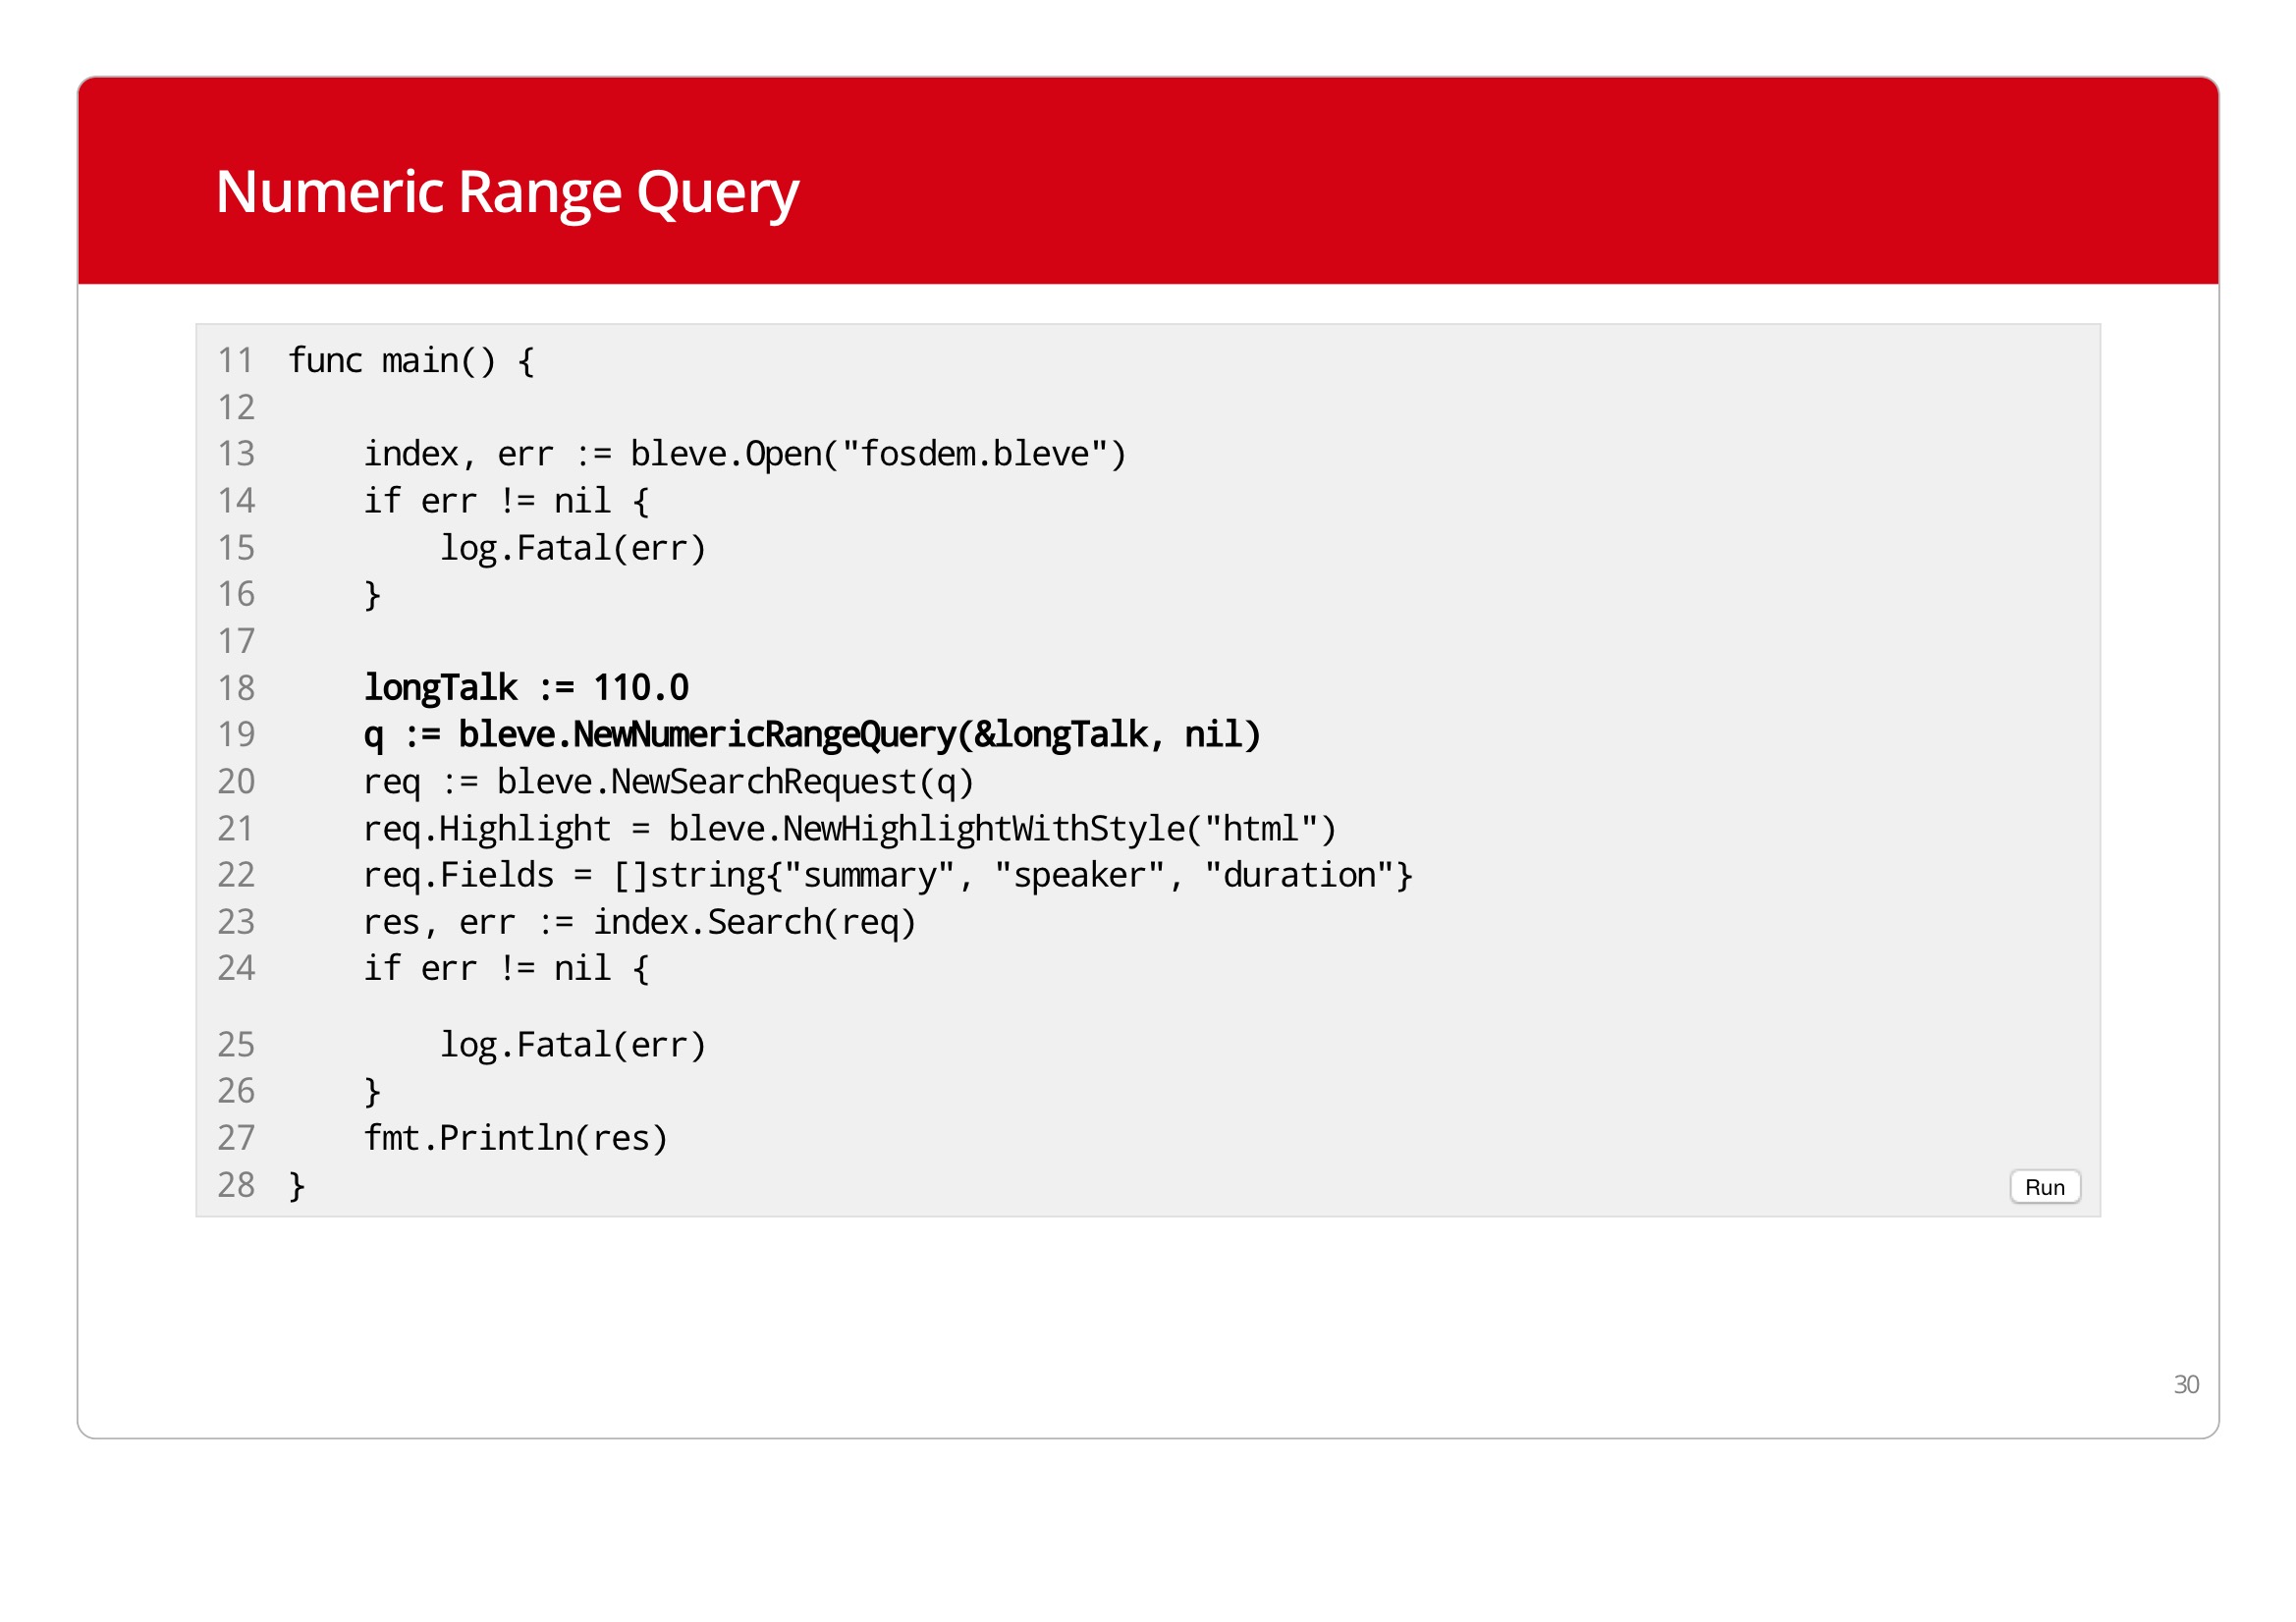 Numeric Range Query
11 func main() {
12
13     index, err := bleve.Open("fosdem.bleve")
14     if err != nil {
15         log.Fatal(err)
16     }
17
18     longTalk := 110.0
19     q := bleve.NewNumericRangeQuery(&longTalk, nil)
20     req := bleve.NewSearchRequest(q)
21     req.Highlight = bleve.NewHighlightWithStyle("html")
22     req.Fields = []string{"summary", "speaker", "duration"}
23     res, err := index.Search(req)
24     if err != nil {
25         log.Fatal(err)
26     }
27     fmt.Println(res)
28 }
Run
30